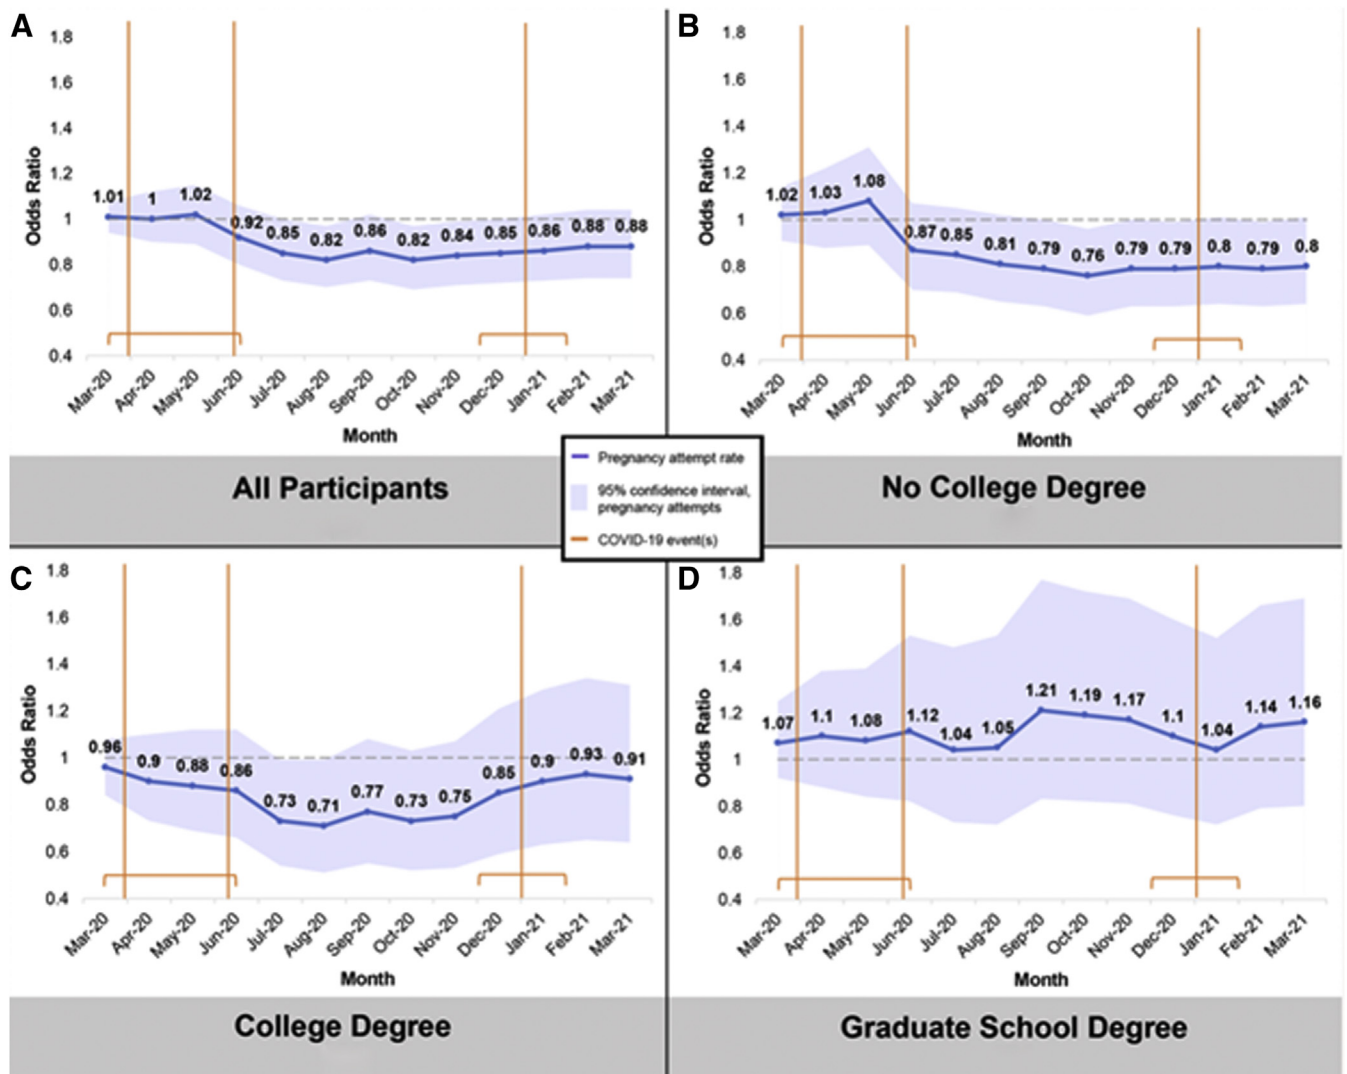 A
1.8
1.6
1.4
1.2
1
0.8
0.6
0.4
Odds Ratio
1.01 1 1.02 0.92 0.85 0.82 0.86 0.82 0.84 0.85 0.86 0.88 0.88
Mar-20 Apr-20 May-20 Jun-20 Jul-20 Aug-20 Sep-20 Oct-20 Nov-20 Dec-20 Jan-21 Feb-21 Mar-21
Month
All Participants
B
1.8
1.6
1.4
1.2
1
0.8
0.6
0.4
Odds Ratio
1.02 1.03 1.08 0.87 0.85 0.81 0.79 0.76 0.79 0.79 0.8 0.79 0.8
Mar-20 Apr-20 May-20 Jun-20 Jul-20 Aug-20 Sep-20 Oct-20 Nov-20 Dec-20 Jan-21 Feb-21 Mar-21
Month
No College Degree
Pregnancy attempt rate
95% confidence interval,
pregnancy attempts
COVID-19 event(s)
C
1.8
1.6
1.4
1.2
1
0.8
0.6
0.4
Odds Ratio
0.96 0.9 0.88 0.86 0.73 0.71 0.77 0.73 0.75 0.85 0.9 0.93 0.91
Mar-20 Apr-20 May-20 Jun-20 Jul-20 Aug-20 Sep-20 Oct-20 Nov-20 Dec-20 Jan-21 Feb-21 Mar-21
Month
College Degree
D
1.8
1.6
1.4
1.2
1
0.8
0.6
0.4
Odds Ratio
1.07 1.1 1.08 1.12 1.04 1.05 1.21 1.19 1.17 1.1 1.04 1.14 1.16
Mar-20 Apr-20 May-20 Jun-20 Jul-20 Aug-20 Sep-20 Oct-20 Nov-20 Dec-20 Jan-21 Feb-21 Mar-21
Month
Graduate School Degree